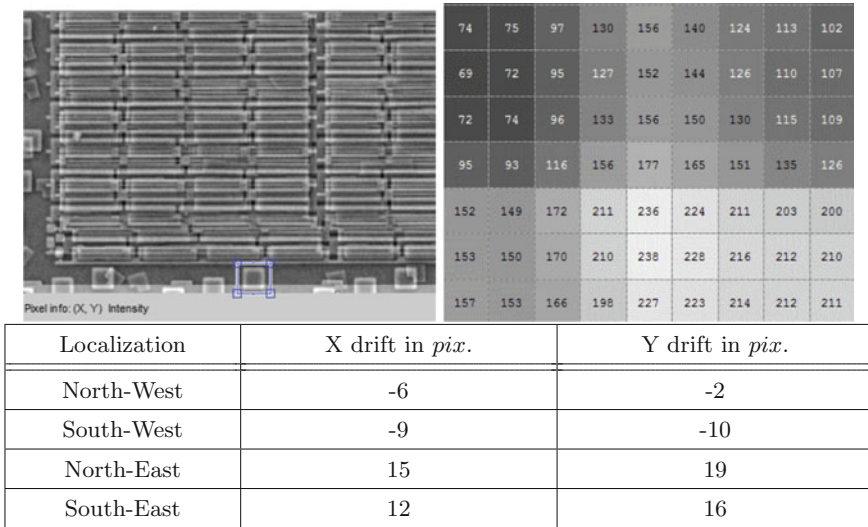 74 75 97 130 156 140 124 113 102
69 72 95 127 152 144 126 110 107
72 74 96 133 156 150 130 115 109
95 93 116 156 177 165 151 135 126
152 149 172 211 236 224 211 203 200
153 150 170 210 238 228 216 212 210
157 153 166 198 227 223 214 212 211
Pixel info: (X, Y) Intensity
Localization X drift in pix. Y drift in pix.
North-West -6 -2
South-West -9 -10
North-East 15 19
South-East 12 16